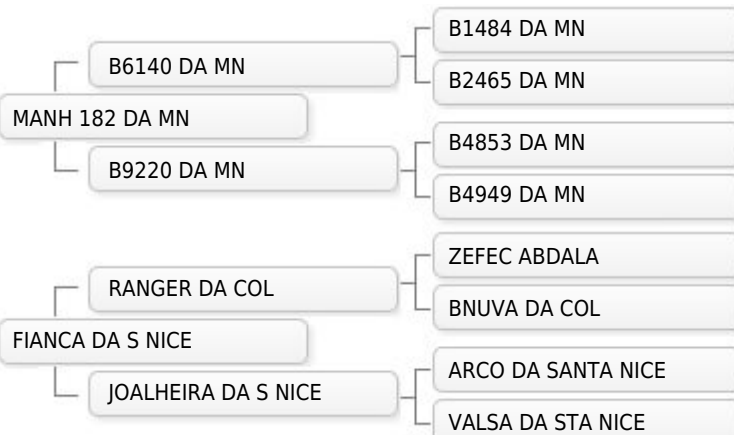 B1484 DA MN
B6140 DA MN
B2465 DA MN
MANH 182 DA MN
B4853 DA MN
B9220 DA MN
B4949 DA MN
ZEFEC ABDALA
RANGER DA COL
BNUVA DA COL
FIANCA DA S NICE
ARCO DA SANTA NICE
JOALHEIRA DA S NICE
VALSA DA STA NICE